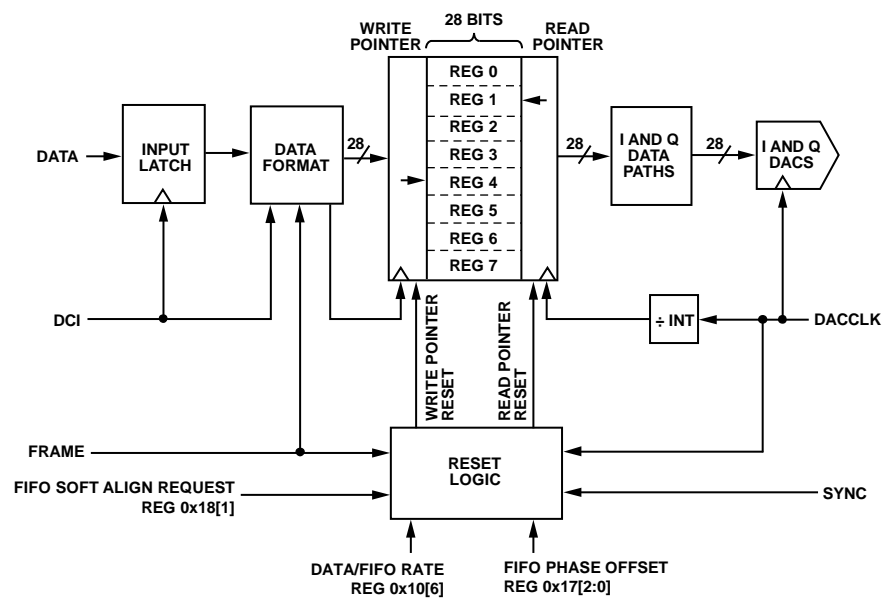 28 BITS
WRITE
POINTER
READ
POINTER
REG 0
REG 1
REG 2
REG 3
REG 4
REG 5
REG 6
REG 7
DATA
INPUT
LATCH
DATA
FORMAT
28
28
I AND Q
DATA
PATHS
28
I AND Q
DACS
DCI
÷ INT
DACCLK
WRITE POINTER
RESET
READ POINTER
RESET
FRAME
RESET
LOGIC
FIFO SOFT ALIGN REQUEST
REG 0x18[1]
SYNC
DATA/FIFO RATE
REG 0x10[6]
FIFO PHASE OFFSET
REG 0x17[2:0]